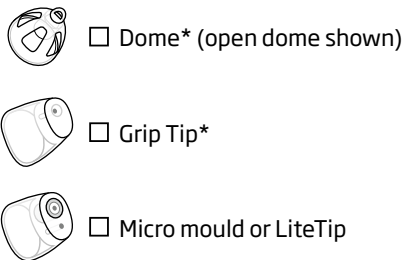 ☐ Dome* (open dome shown)
☐ Grip Tip*
☐ Micro mould or LiteTip